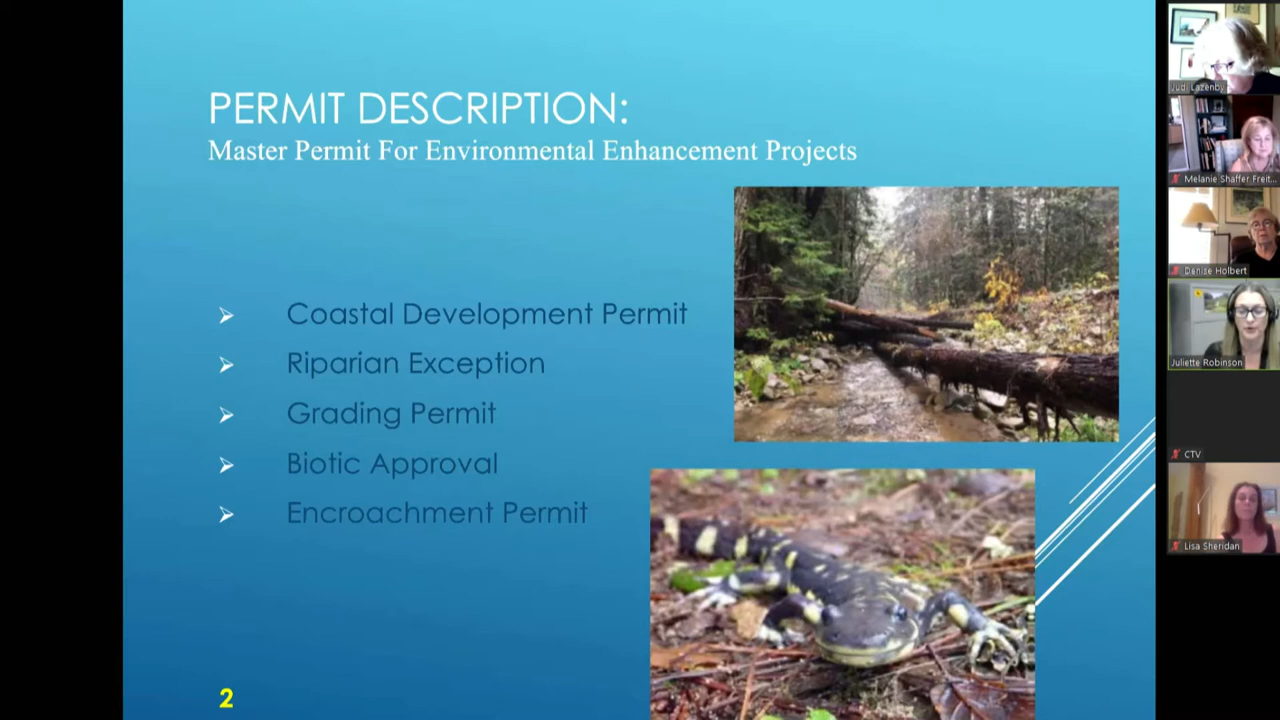 PERMIT DESCRIPTION:
Master Permit For Environmental Enhancement Projects
Coastal Development Permit
Riparian Exception
Grading Permit
Biotic Approval
Encroachment Permit
2
Judi Lazenby
Melanie Shaffer Freit...
Denise Holbert
Juliette Robinson
CTV
Lisa Sheridan